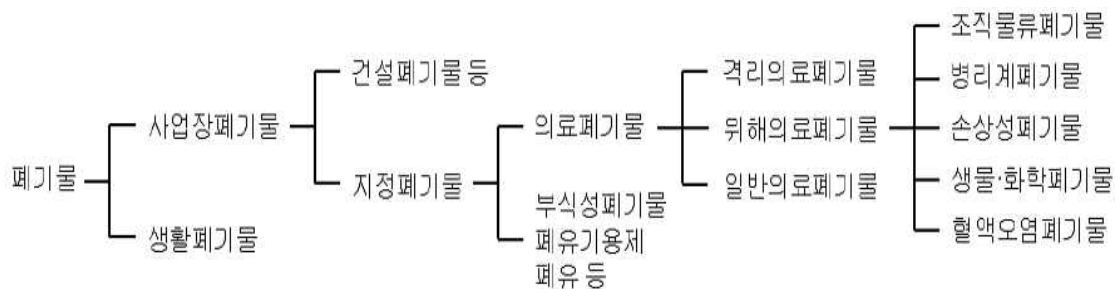 폐기물
사업장폐기물
생활폐기물
건설폐기물 등
지정폐기물
의료폐기물
부식성폐기물
폐유기용제
폐유 등
격리의료폐기물
위해의료폐기물
일반의료폐기물
조직물류폐기물
병리계폐기물
손상성폐기물
생물·화학폐기물
혈액오염폐기물